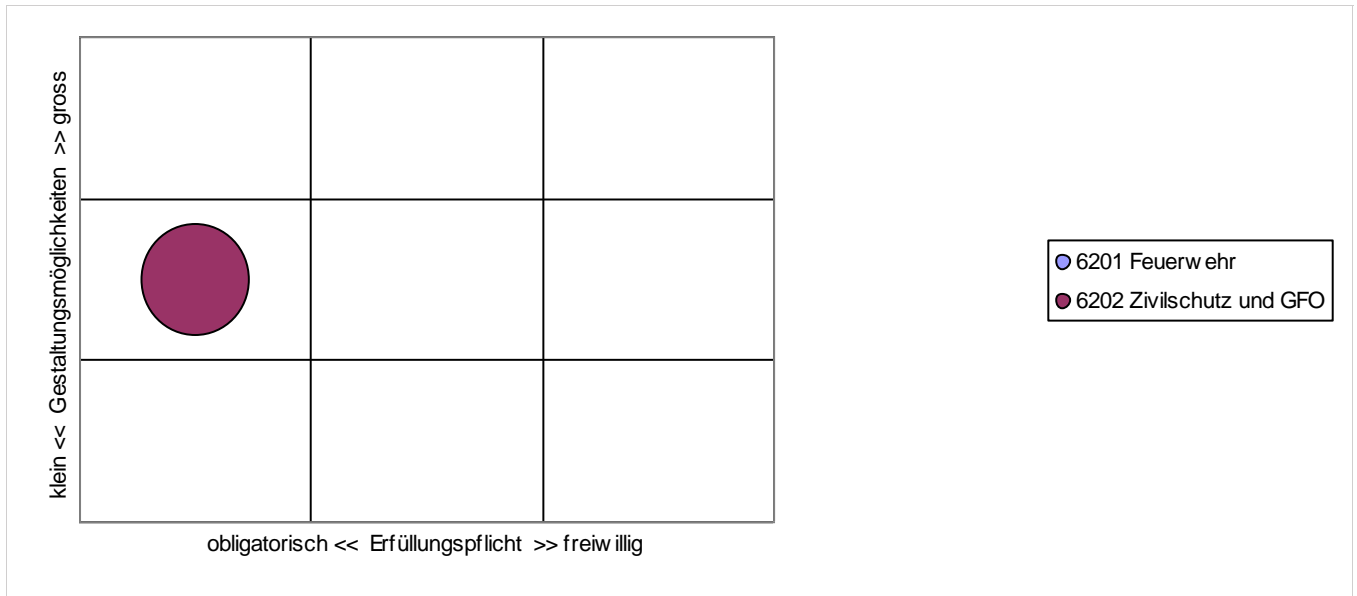 klein << Gestaltungsmöglichkeiten >> gross
obligatorisch << Erfüllungspflicht >> freiwillig
6201 Feuerwehr
6202 Zivilschutz und GFO